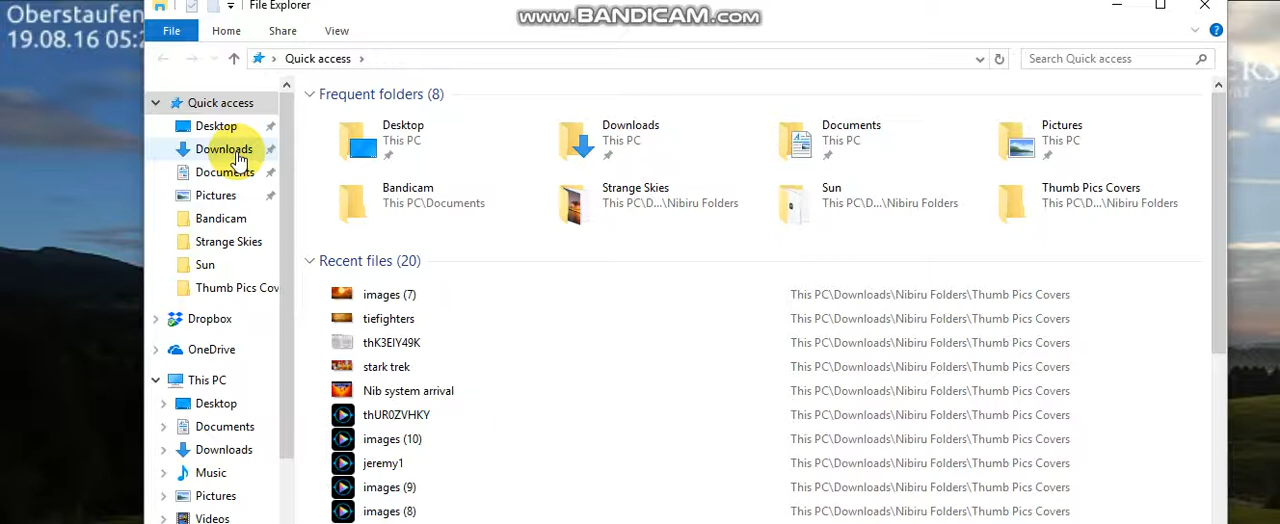 Oberstaufen
19.08.16 05:2
File Explorer
www.BANDICAM.com
File Home Share View
Quick access
Search Quick access
Quick access
Desktop
Downloads
Documents
Pictures
Bandicam
Strange Skies
Sun
Thumb Pics Cov
Dropbox
OneDrive
This PC
Desktop
Documents
Downloads
Music
Pictures
Videos
Frequent folders (8)
Desktop
This PC
Downloads
This PC
Documents
This PC
Pictures
This PC
Bandicam
This PC\Documents
Strange Skies
This PC\D...\Nibiru Folders
Sun
This PC\D...\Nibiru Folders
Thumb Pics Covers
This PC\D...\Nibiru Folders
Recent files (20)
images (7) This PC\Downloads\Nibiru Folders\Thumb Pics Covers
tiefighters This PC\Downloads\Nibiru Folders\Thumb Pics Covers
thK3EIY49K This PC\Downloads\Nibiru Folders\Thumb Pics Covers
stark trek This PC\Downloads\Nibiru Folders\Thumb Pics Covers
Nib system arrival This PC\Downloads\Nibiru Folders\Thumb Pics Covers
thUR0ZVHKY This PC\Downloads\Nibiru Folders\Thumb Pics Covers
images (10) This PC\Downloads\Nibiru Folders\Thumb Pics Covers
jeremy1 This PC\Downloads\Nibiru Folders\Thumb Pics Covers
images (9) This PC\Downloads\Nibiru Folders\Thumb Pics Covers
images (8) This PC\Downloads\Nibiru Folders\Thumb Pics Covers